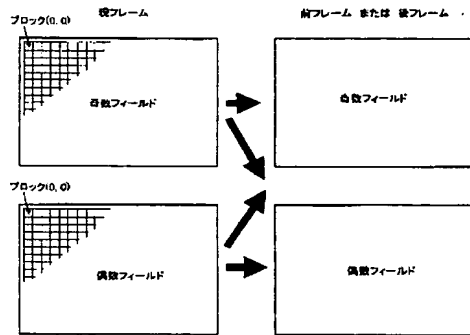 現フレーム
前フレーム または 後フレーム
ブロック(0, 0)
奇数フィールド
奇数フィールド
ブロック(0, 0)
偶数フィールド
偶数フィールド